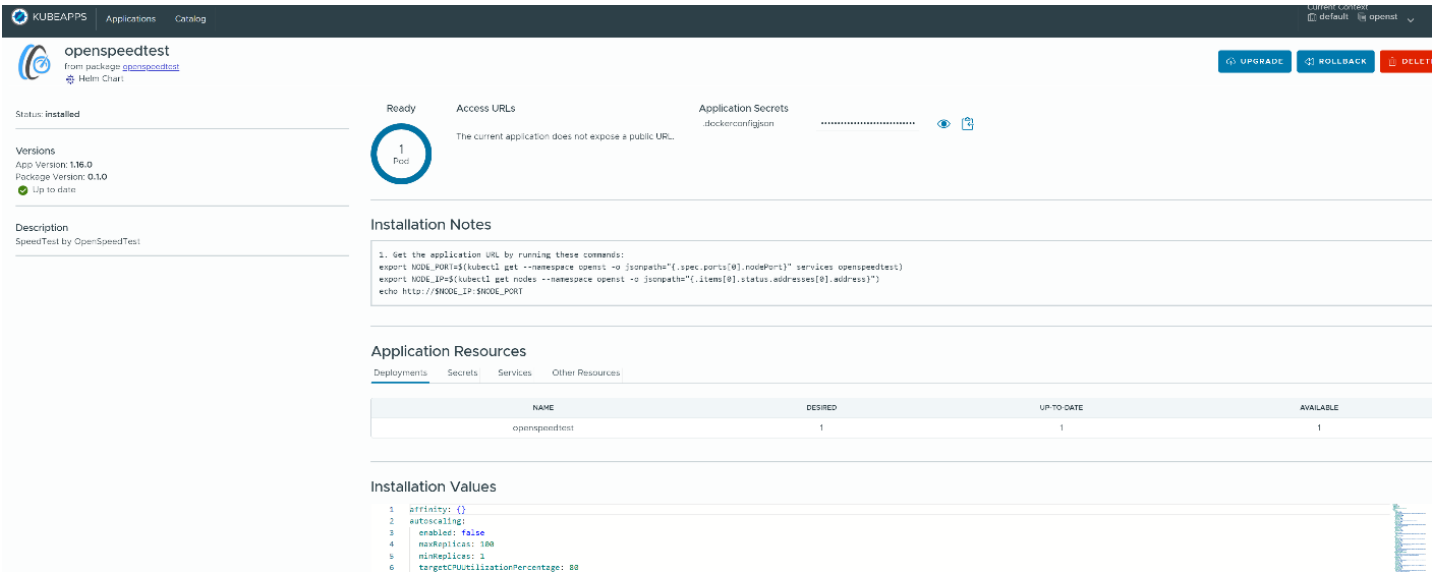 KUBEAPPS Applications Catalog
Current Context
default openst
openspeedtest
from package openspeedtest
Helm Chart
UPGRADE ROLLBACK DELET
Status: installed
Versions
App Version: 1.16.0
Package Version: 0.1.0
Up to date
Description
SpeedTest by OpenSpeedTest
Ready
1
Pod
Access URLs
The current application does not expose a public URL.
Application Secrets
.dockerconfigjson
Installation Notes
1. Get the application URL by running these commands:
export NODE_PORT=$(kubectl get --namespace openst -o jsonpath="{.spec.ports[0].nodePort}" services openspeedtest)
export NODE_IP=$(kubectl get nodes --namespace openst -o jsonpath="{.items[0].status.addresses[0].address}")
echo http://$NODE_IP:$NODE_PORT
Application Resources
Deployments Secrets Services Other Resources
NAME DESIRED UP-TO-DATE AVAILABLE
openspeedtest 1 1 1
Installation Values
1 affinity: {}
2 autoscaling:
3 enabled: false
4 maxReplicas: 100
5 minReplicas: 1
6 targetCPUUtilizationPercentage: 80